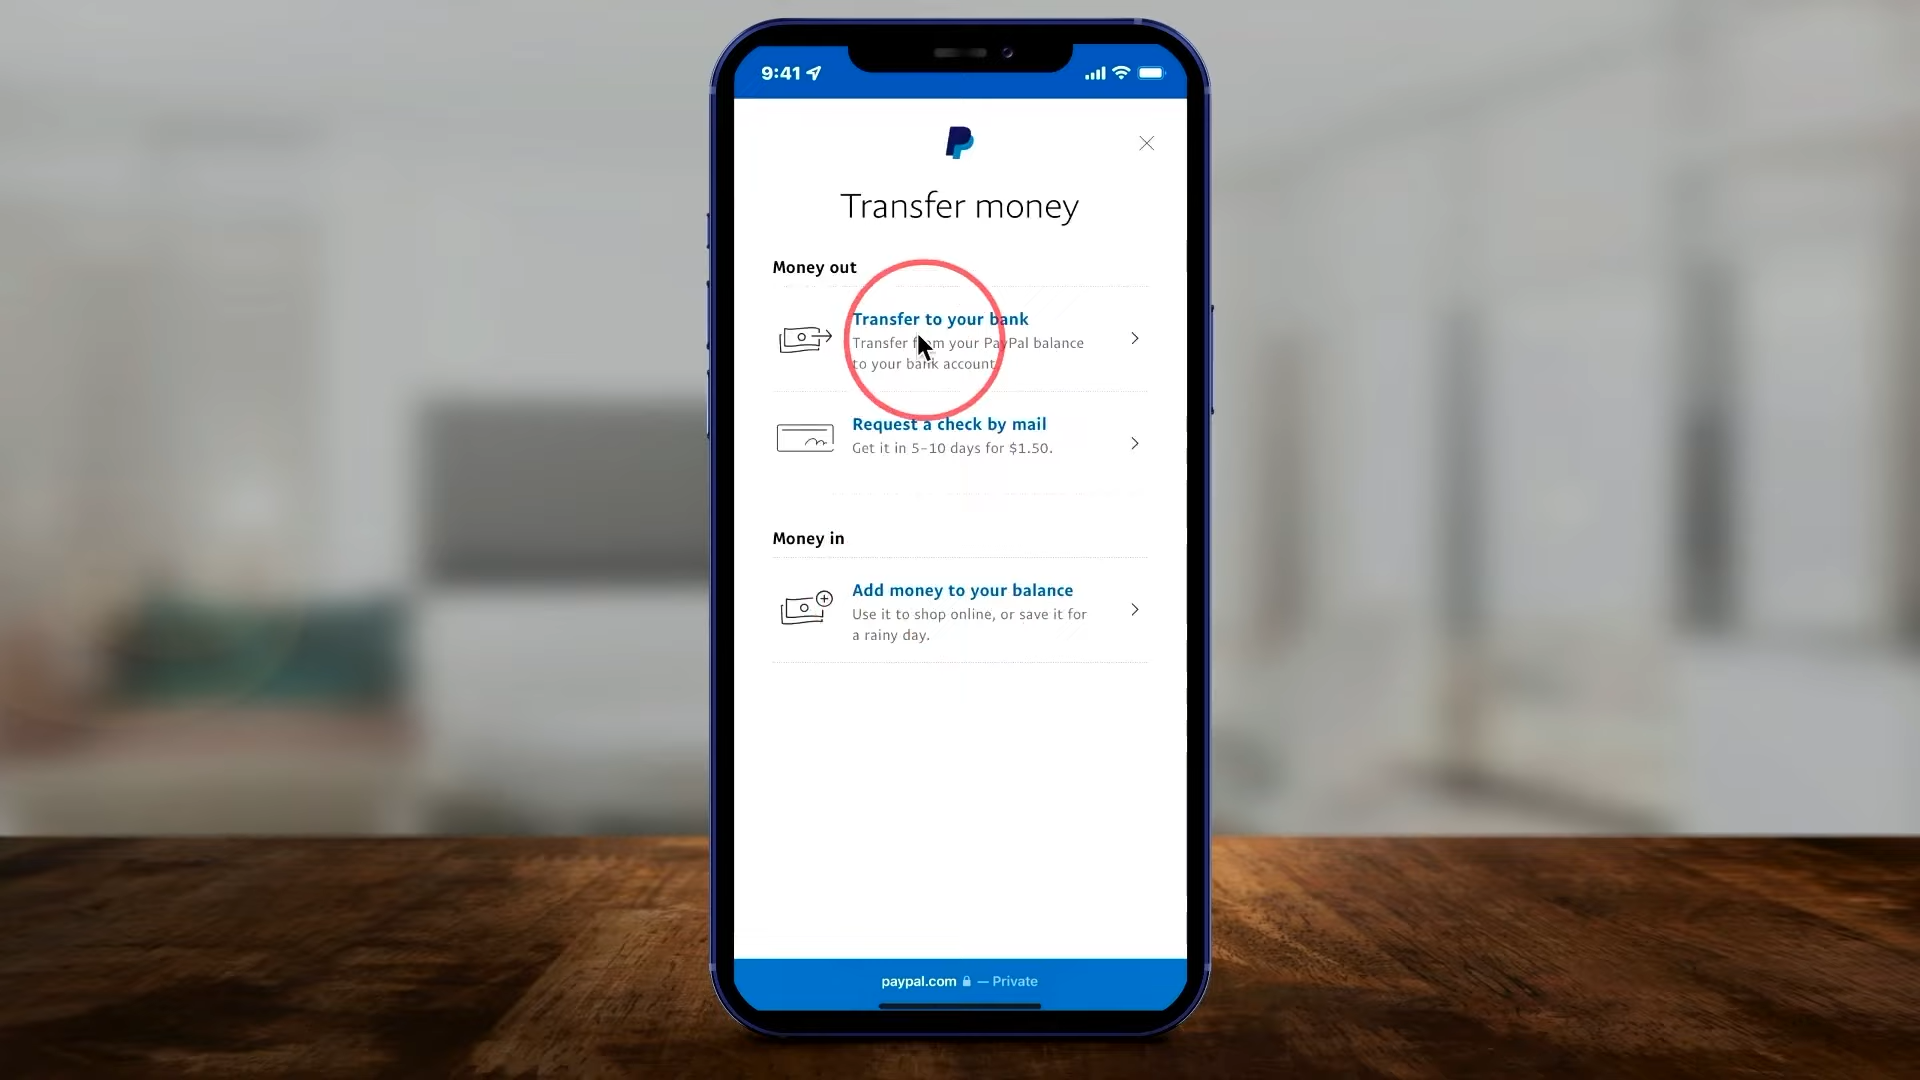 9:41
Transfer money
Money out
Transfer to your bank
Transfer from your PayPal balance
to your bank account.
Request a check by mail
Get it in 5-10 days for $1.50.
Money in
Add money to your balance
Use it to shop online, or save it for
a rainy day.
paypal.com — Private